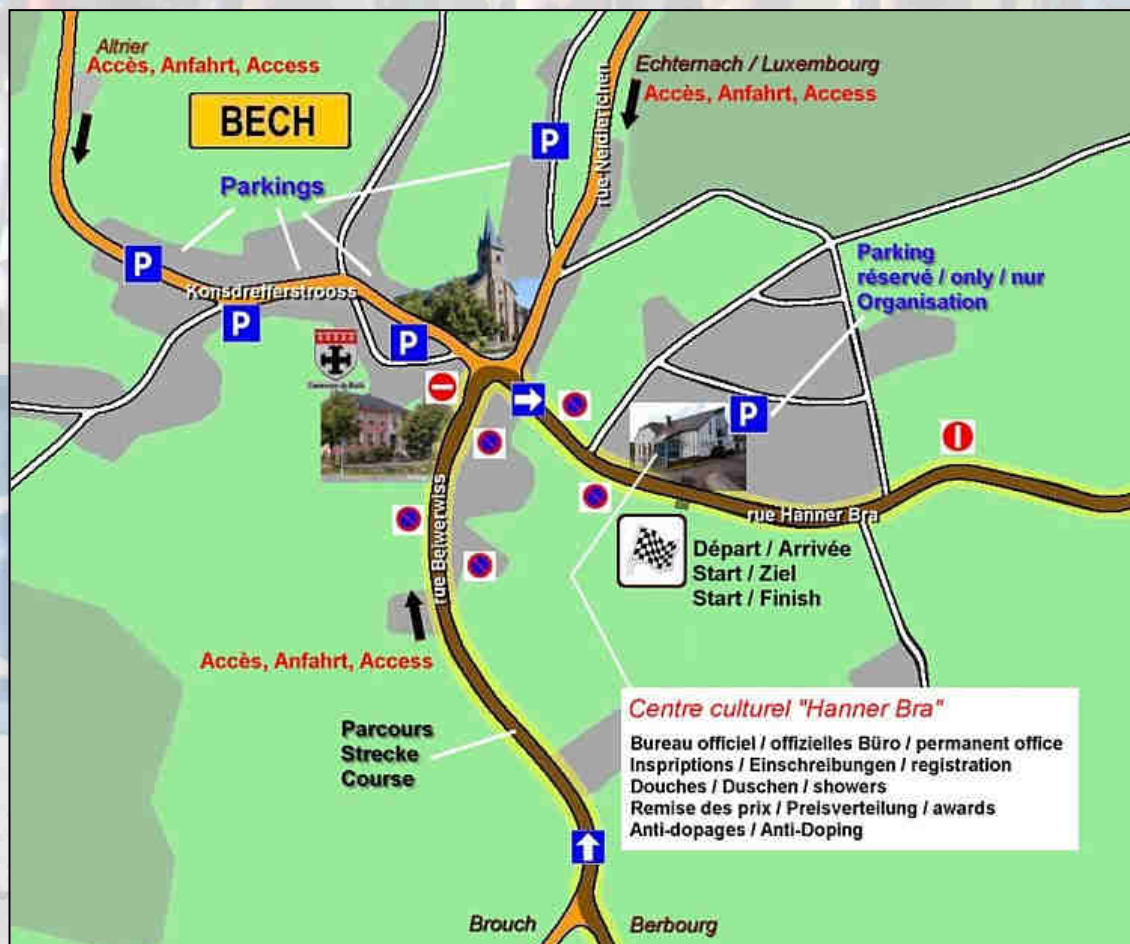 Altrier
Accès, Anfahrt, Access
BECH
Echternach / Luxembourg
Accès, Anfahrt, Access
rue Neidierichen
P
Parkings
P
Konsdrefferstrooss
P
P
Parking
réservé / only / nur
Organisation
P
rue Hanner Bra
Départ / Arrivée
Start / Ziel
Start / Finish
rue Beiwerwiss
Accès, Anfahrt, Access
Parcours
Strecke
Course
Centre culturel "Hanner Bra"
Bureau officiel / offizielles Büro / permanent office
Inspriptions / Einschreibungen / registration
Douches / Duschen / showers
Remise des prix / Preisverteilung / awards
Anti-dopages / Anti-Doping
Brouch
Berbourg